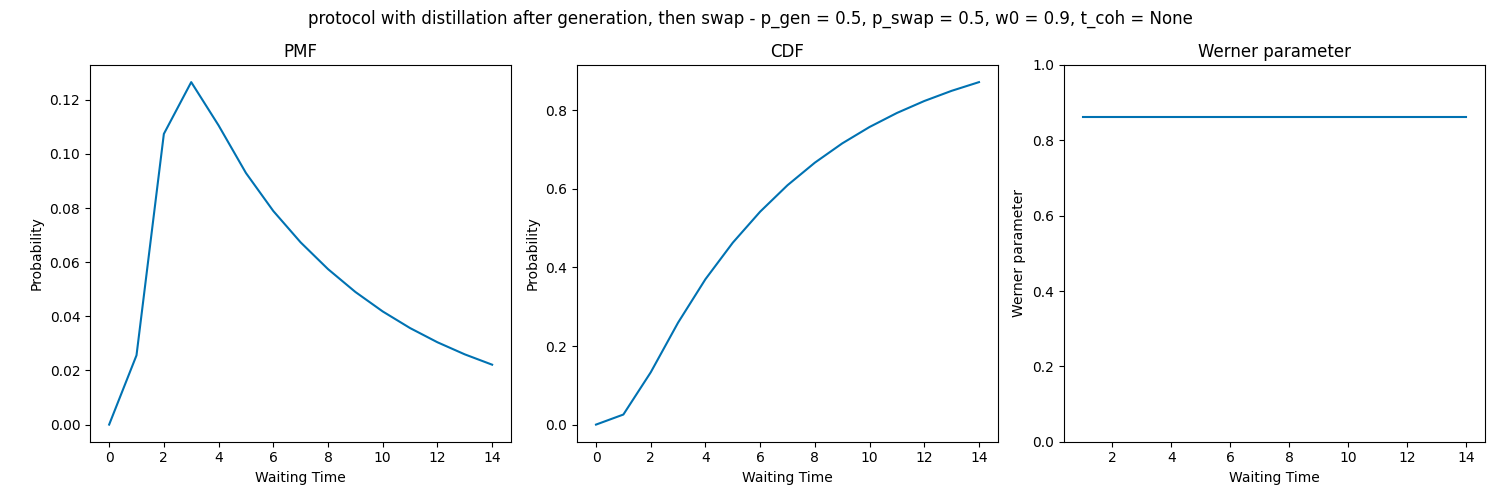 protocol with distillation after generation, then swap - p_gen = 0.5, p_swap = 0.5, w0 = 0.9, t_coh = None
PMF
Probability
0.12
0.10
0.08
0.06
0.04
0.02
0.00
0 2 4 6 8 10 12 14
Waiting Time
CDF
Probability
0.8
0.6
0.4
0.2
0.0
0 2 4 6 8 10 12 14
Waiting Time
Werner parameter
Werner parameter
1.0
0.8
0.6
0.4
0.2
0.0
2 4 6 8 10 12 14
Waiting Time